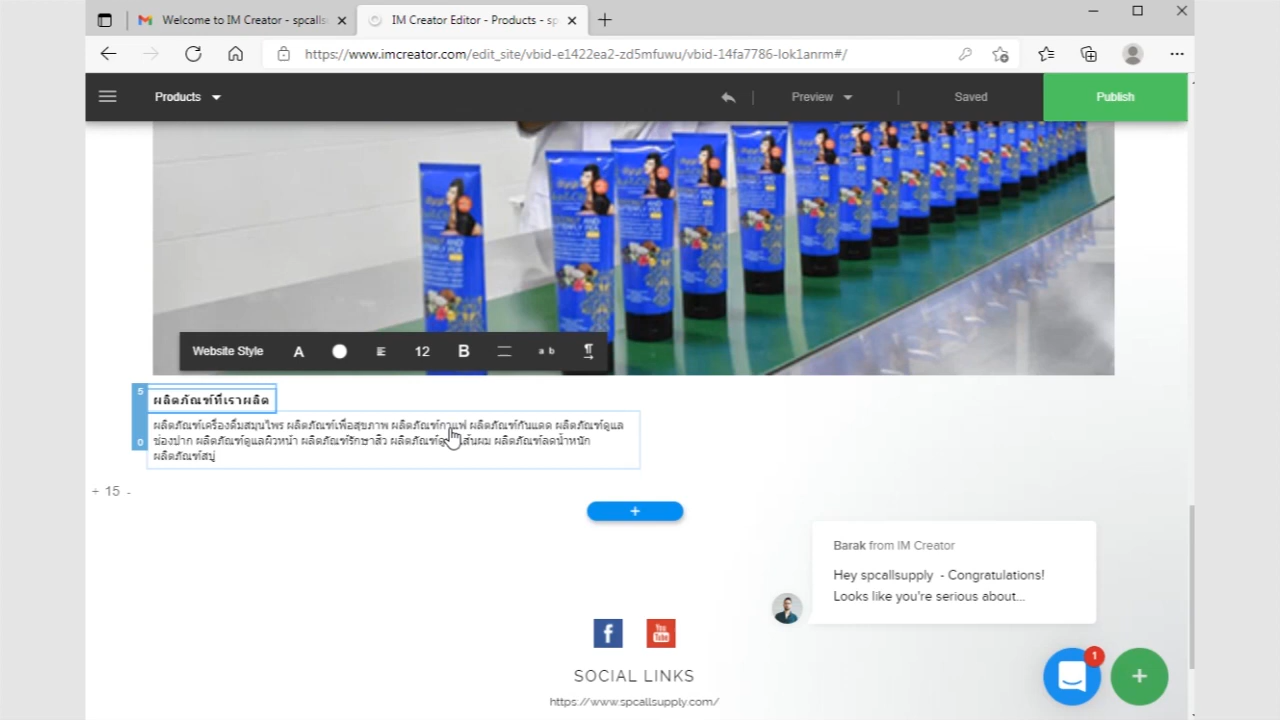 Welcome to IM Creator - spcalls
IM Creator Editor - Products - sp
https://www.imcreator.com/edit_site/vbid-e1422ea2-zd5mfuwu/vbid-14fa7786-lok1anrm#/
Products
Preview
Saved
Publish
Website Style A 12 B a b
5
ผลิตภัณฑ์ที่เราผลิต
ผลิตภัณฑ์เครื่องดื่มสมุนไพร ผลิตภัณฑ์เพื่อสุขภาพ ผลิตภัณฑ์กาแฟ ผลิตภัณฑ์กันแดด ผลิตภัณฑ์ดูแล
0
ช่องปาก ผลิตภัณฑ์ดูแลผิวหน้า ผลิตภัณฑ์รักษาสิว ผลิตภัณฑ์ดูแลเส้นผม ผลิตภัณฑ์ลดน้ำหนัก
ผลิตภัณฑ์สบู่
+ 15 -
+
Barak from IM Creator
Hey spcallsupply - Congratulations!
Looks like you're serious about...
f
You Tube
SOCIAL LINKS
https://www.spcallsupply.com/
1
+